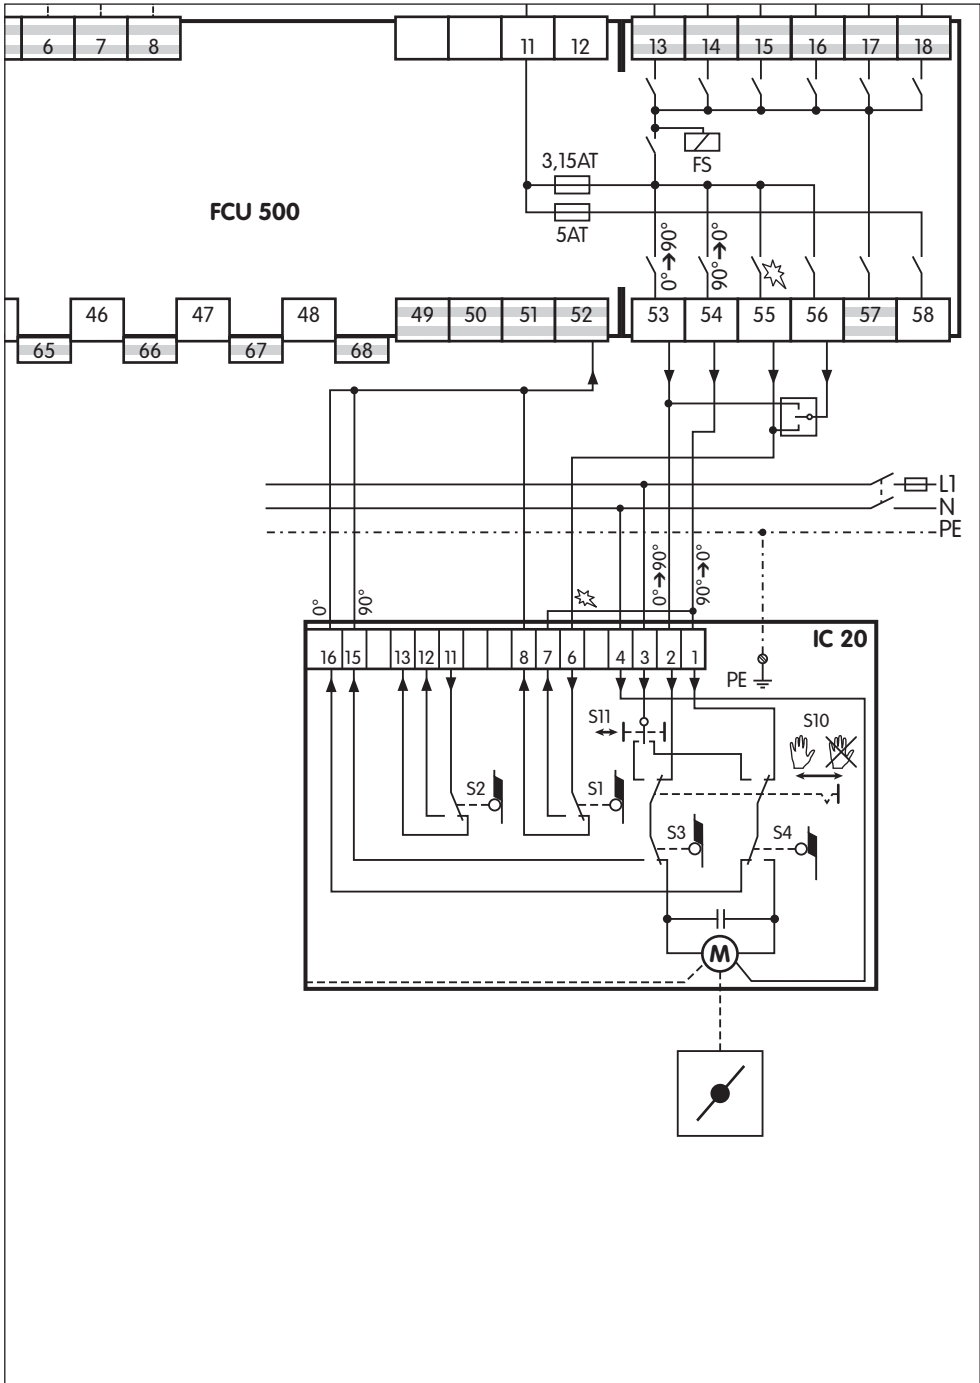 6 7 8 11 12 13 14 15 16 17 18
3,15AT
FS
FCU 500
5AT
0°➔90°
90°➔0°
46 47 48 49 50 51 52 53 54 55 56 57 58
65 66 67 68
L1
N
PE
0°
90°
0°➔90°
90°➔0°
IC 20
16 15 13 12 11 8 7 6 4 3 2 1
PE
S11
S10
S2
S1
S3
S4
M